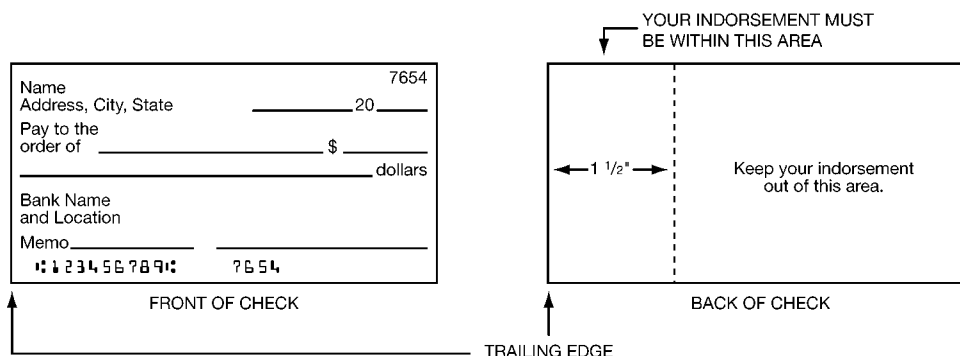 YOUR INDORSEMENT MUST
BE WITHIN THIS AREA
7654
Name
Address, City, State 20
Pay to the
order of $
dollars
Bank Name
and Location
Memo
⑆123456789⑆ 7654
FRONT OF CHECK
1 1/2"
Keep your indorsement
out of this area.
BACK OF CHECK
TRAILING EDGE